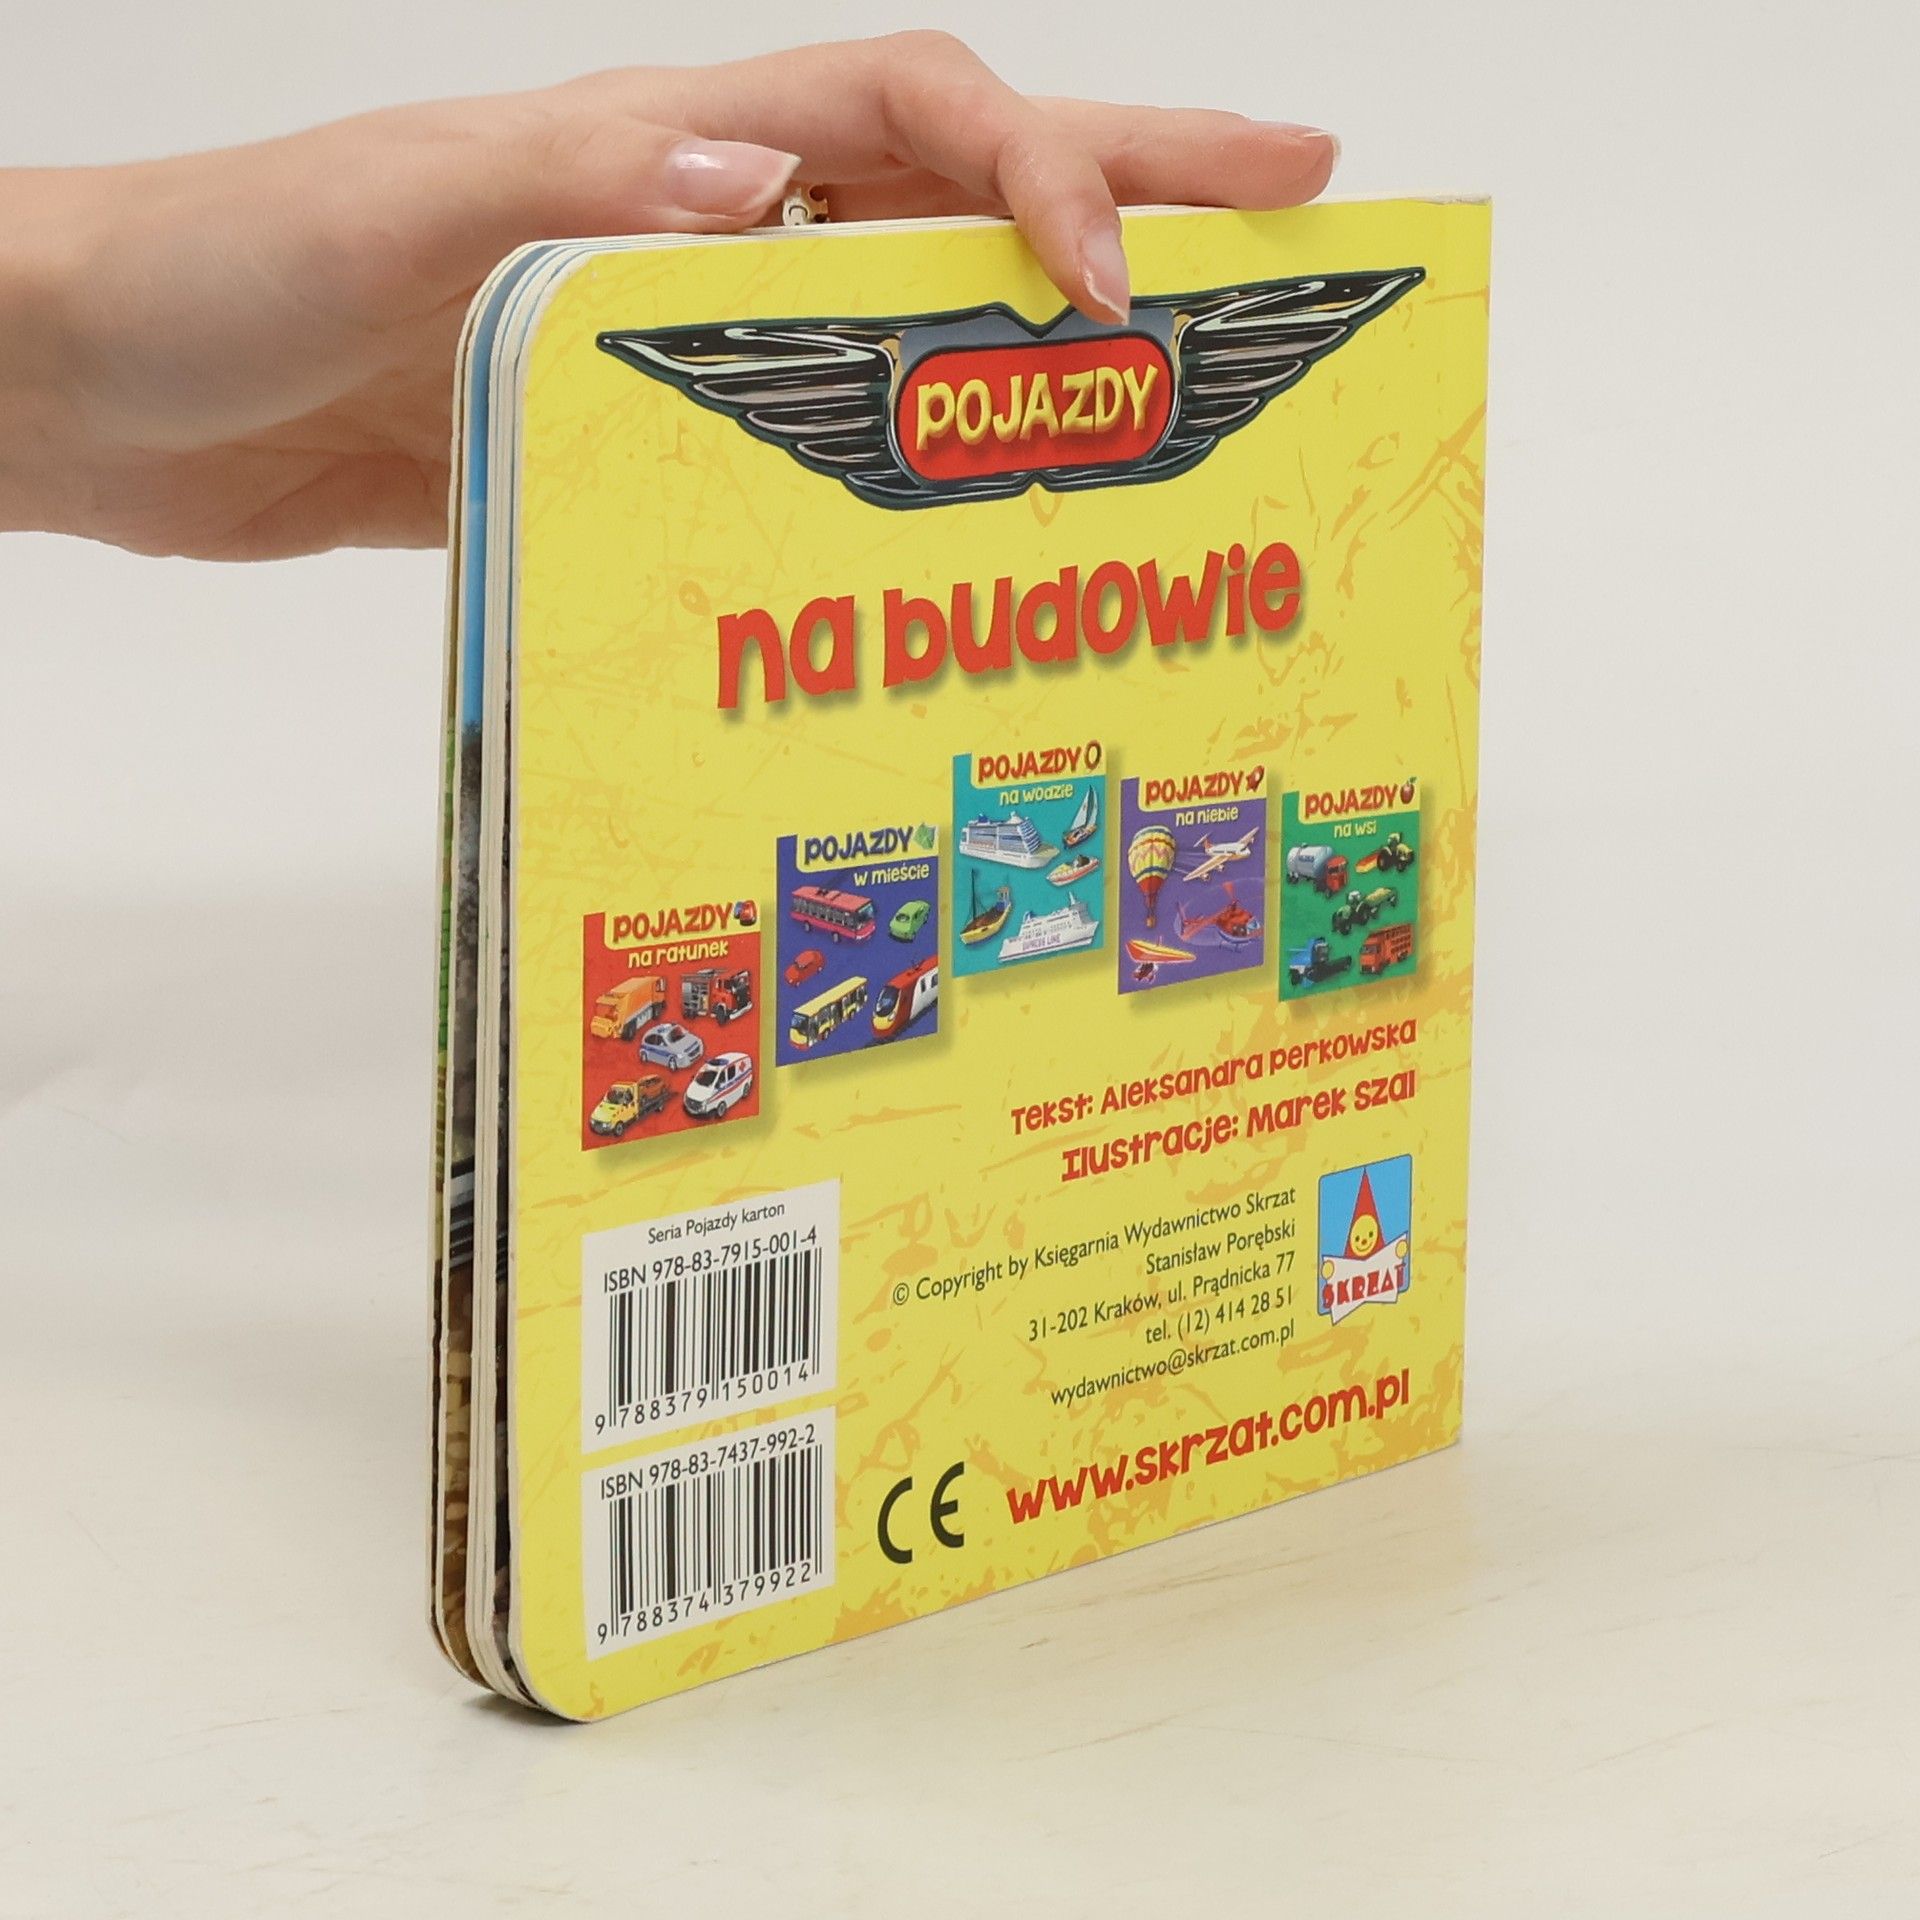 POJAZDY
na budowie
POJAZDY
na wodzie
POJAZDY
na niebie
POJAZDY
na wsi
POJAZDY
w mieście
POJAZDY
na ratunek
EXPRESS LINE
Tekst: Aleksandra Perkowska
Ilustracje: Marek Szal
© Copyright by Księgarnia Wydawnictwo Skrzat
Stanisław Porębski
31-202 Kraków, ul. Prądnicka 77
tel. (12) 414 28 51
wydawnictwo@skrzat.com.pl
SKRZAT
www.skrzat.com.pl
CE
Seria Pojazdy karton
ISBN 978-83-7915-001-4
9 788379 150014
ISBN 978-83-7437-992-2
9 788374 379922